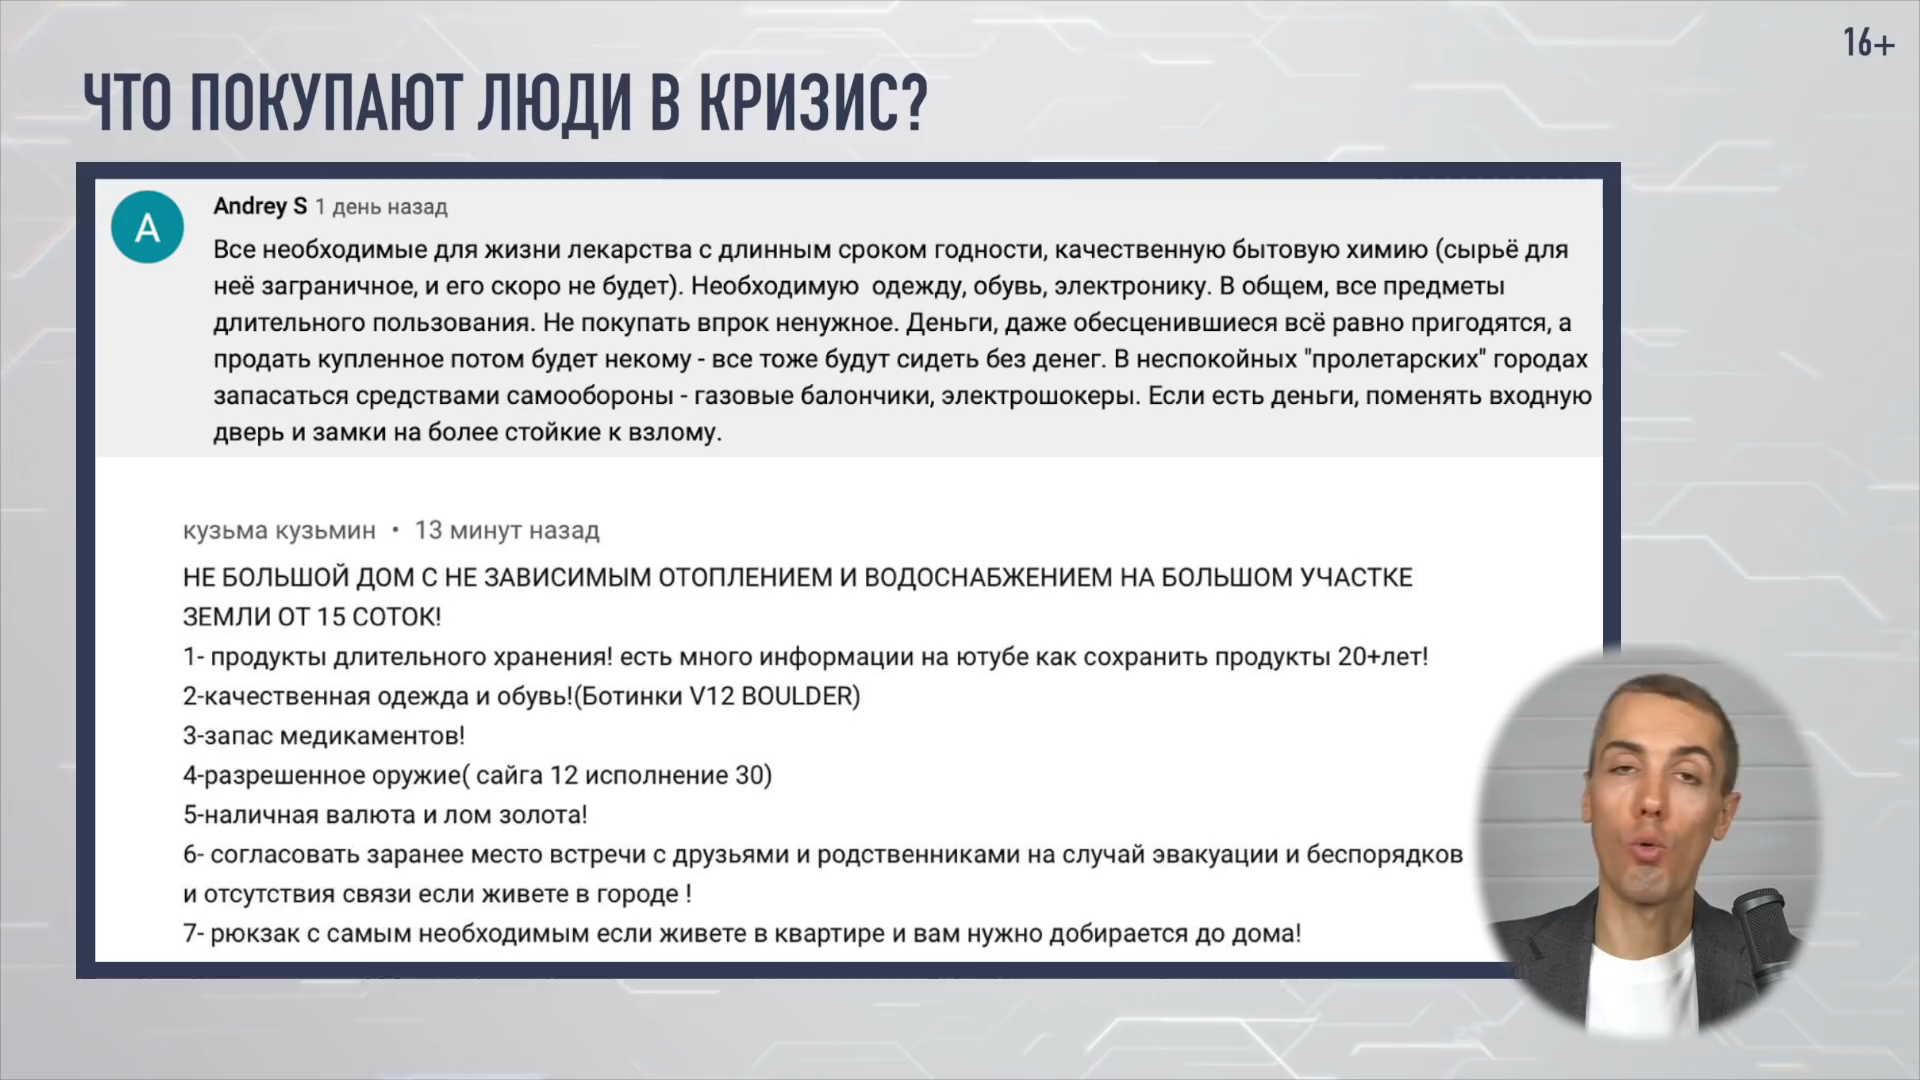 16+
ЧТО ПОКУПАЮТ ЛЮДИ В КРИЗИС?
A
Andrey S 1 день назад
Все необходимые для жизни лекарства с длинным сроком годности, качественную бытовую химию (сырьё для
неё заграничное, и его скоро не будет). Необходимую одежду, обувь, электронику. В общем, все предметы
длительного пользования. Не покупать впрок ненужное. Деньги, даже обесценившиеся всё равно пригодятся, а
продать купленное потом будет некому - все тоже будут сидеть без денег. В неспокойных "пролетарских" городах
запасаться средствами самообороны - газовые балончики, электрошокеры. Если есть деньги, поменять входную
дверь и замки на более стойкие к взлому.
кузьма кузьмин • 13 минут назад
НЕ БОЛЬШОЙ ДОМ С НЕ ЗАВИСИМЫМ ОТОПЛЕНИЕМ И ВОДОСНАБЖЕНИЕМ НА БОЛЬШОМ УЧАСТКЕ
ЗЕМЛИ ОТ 15 СОТОК!
1- продукты длительного хранения! есть много информации на ютубе как сохранить продукты 20+лет!
2-качественная одежда и обувь!(Ботинки V12 BOULDER)
3-запас медикаментов!
4-разрешенное оружие( сайга 12 исполнение 30)
5-наличная валюта и лом золота!
6- согласовать заранее место встречи с друзьями и родственниками на случай эвакуации и беспорядков
и отсутствия связи если живете в городе !
7- рюкзак с самым необходимым если живете в квартире и вам нужно добирается до дома!